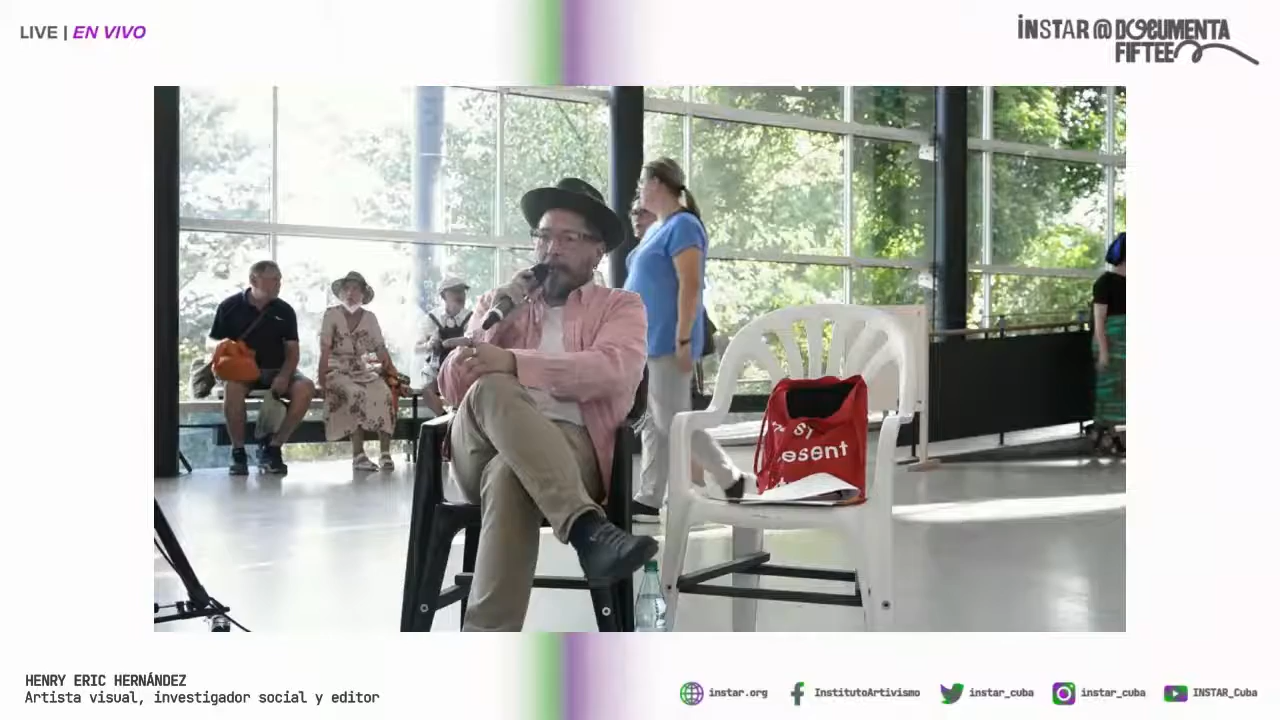 LIVE | EN VIVO
INSTAR @ DOCUMENTA
FIFTEEN
esent
HENRY ERIC HERNÁNDEZ
Artista visual, investigador social y editor
instar.org
InstitutoArtivismo
instar_cuba
instar_cuba
INSTAR_Cuba